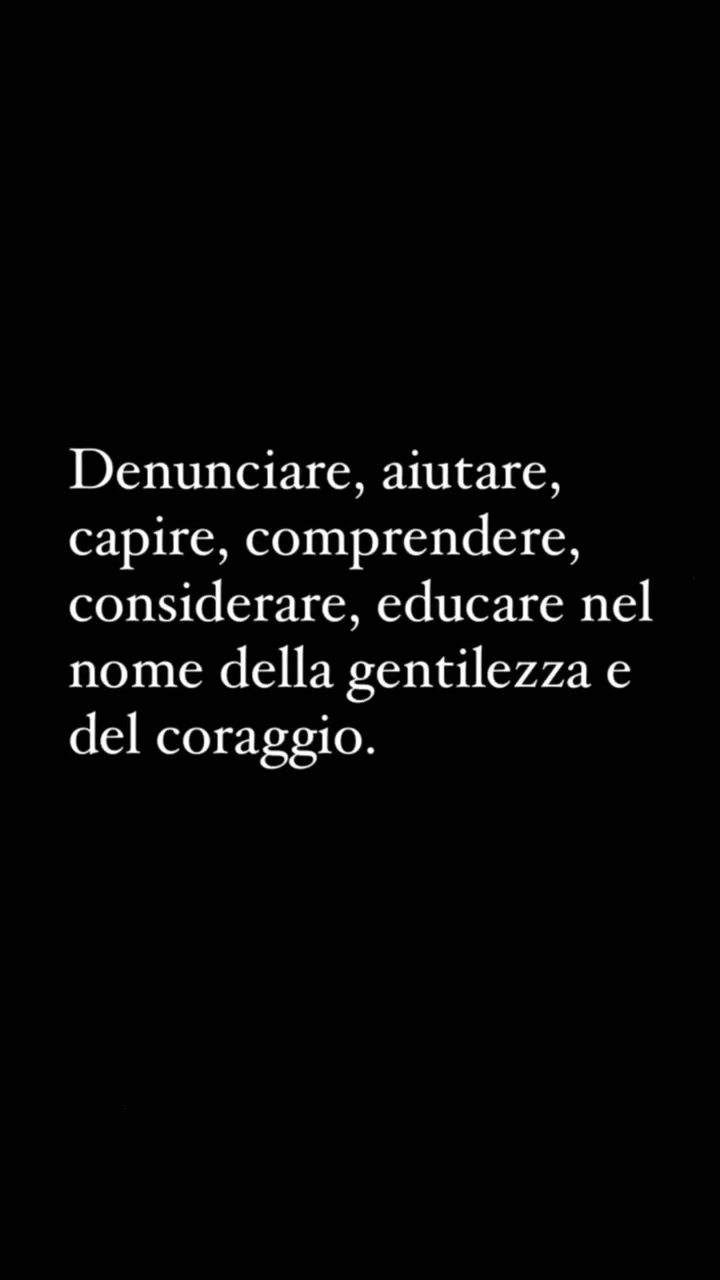 Denunciare, aiutare,
capire, comprendere,
considerare, educare nel
nome della gentilezza e
del coraggio.